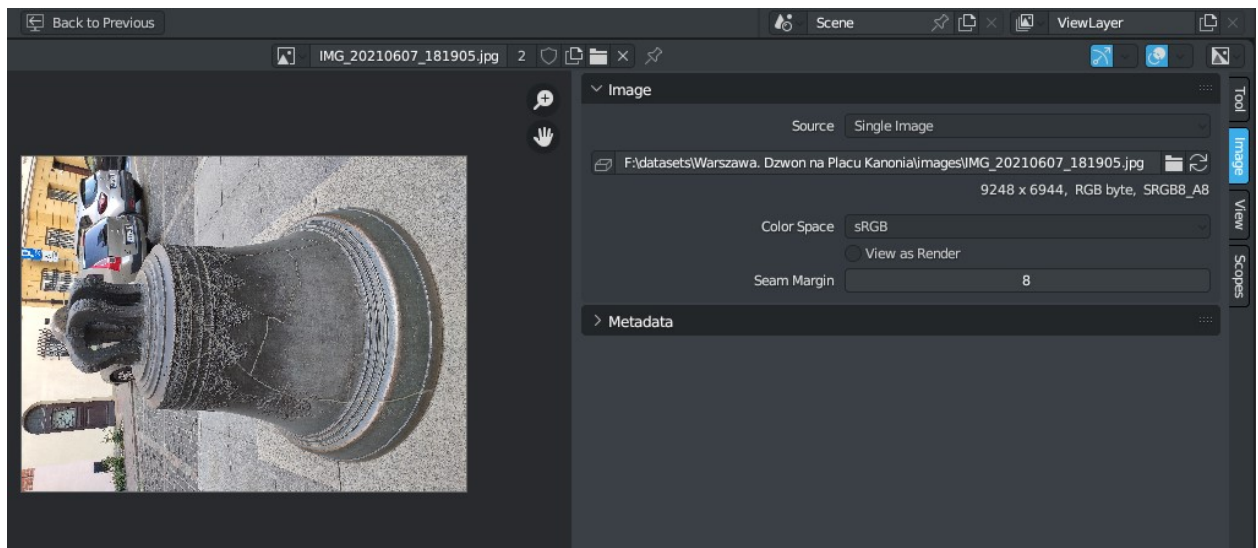 Back to Previous
Scene
ViewLayer
IMG_20210607_181905.jpg 2
Image
Source Single Image
F:\datasets\Warszawa. Dzwon na Placu Kanonia\images\IMG_20210607_181905.jpg
9248 x 6944, RGB byte, SRGB8_A8
Color Space sRGB
View as Render
Seam Margin 8
Metadata
Tool
Image
View
Scopes